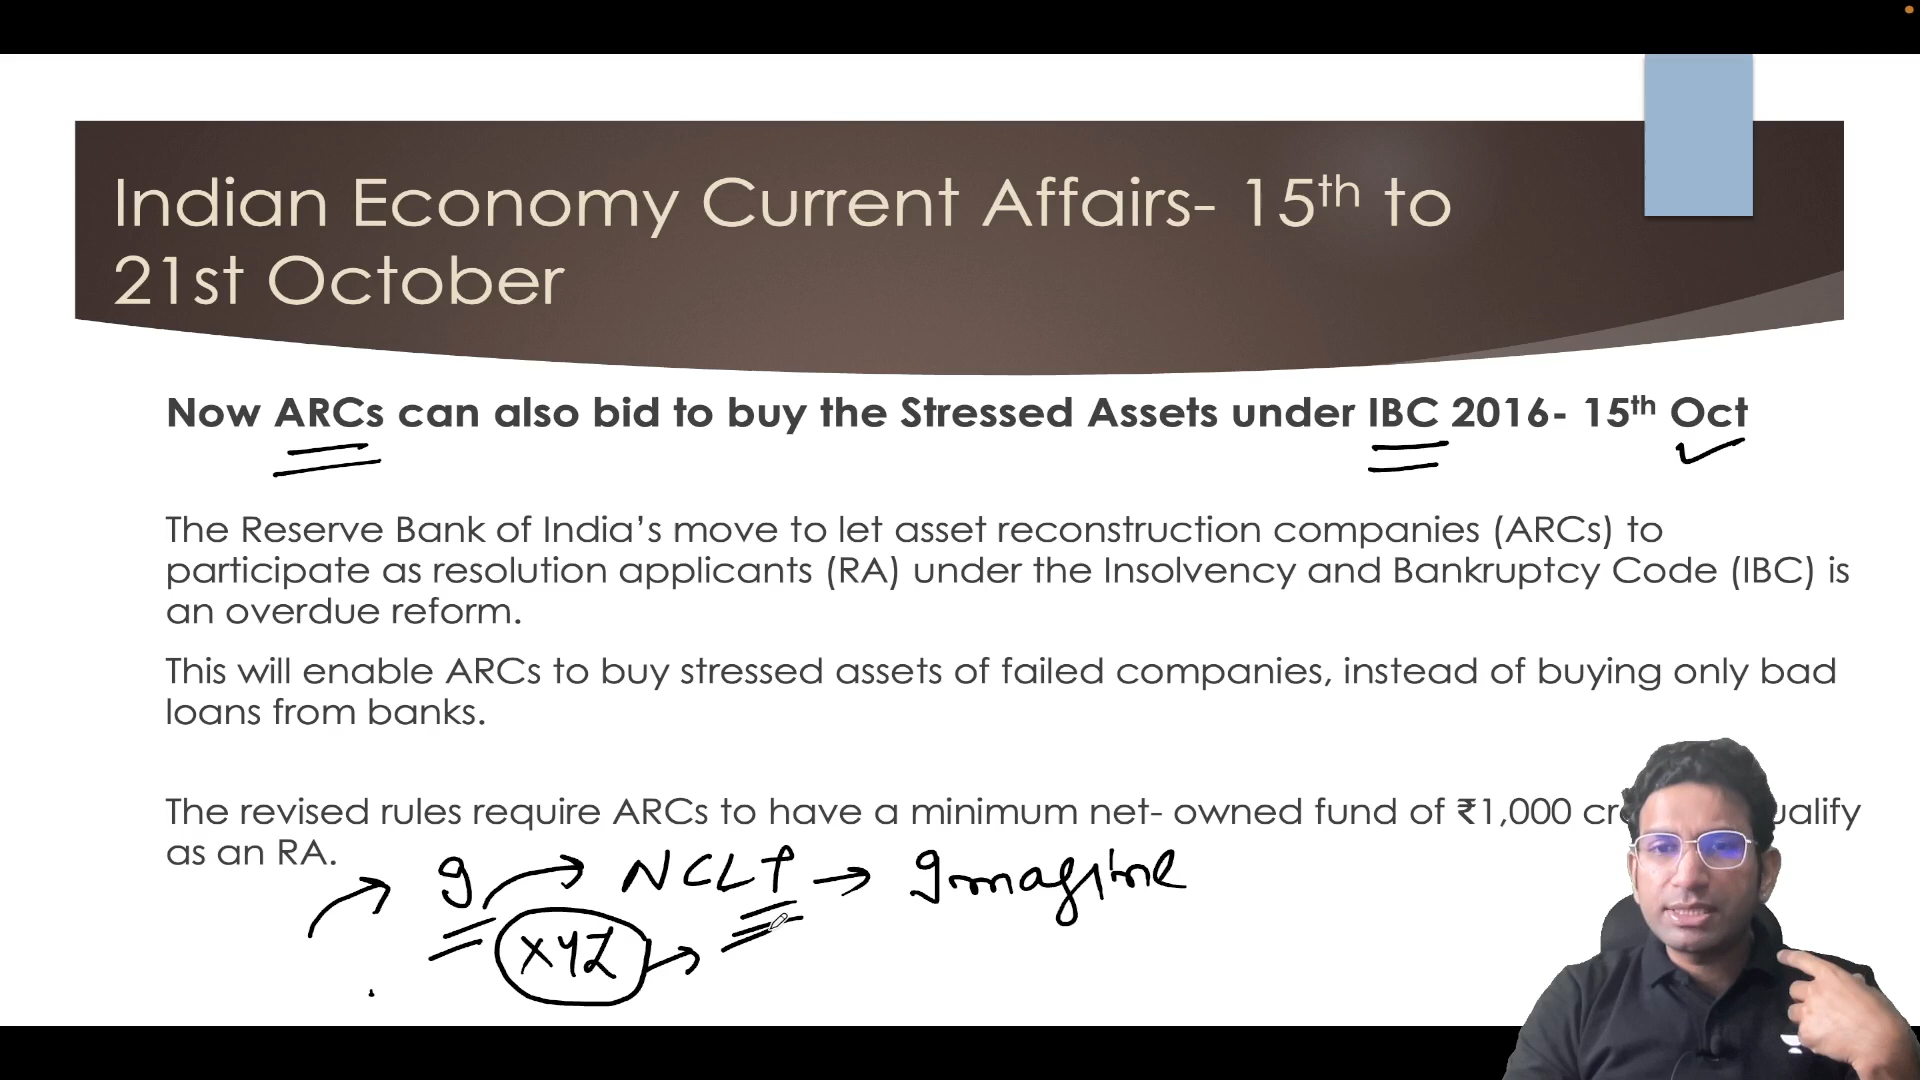 Indian Economy Current Affairs- 15th to
21st October
Now ARCs can also bid to buy the Stressed Assets under IBC 2016- 15th Oct
The Reserve Bank of India’s move to let asset reconstruction companies (ARCs) to
participate as resolution applicants (RA) under the Insolvency and Bankruptcy Code (IBC) is
an overdue reform.
This will enable ARCs to buy stressed assets of failed companies, instead of buying only bad
loans from banks.
The revised rules require ARCs to have a minimum net- owned fund of ₹1,000
as an RA.
NCLT → Imagine
XYZ